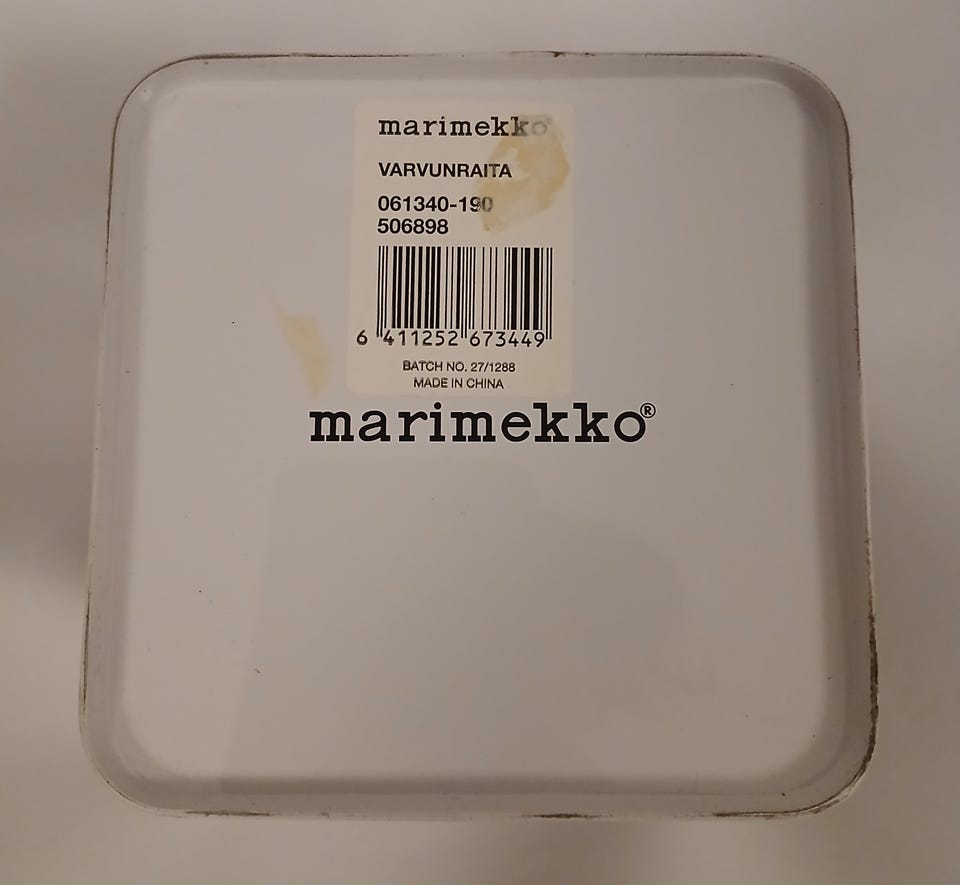 marimekko
VARVUNRAITA
061340-190
506898
6 411252 673449
BATCH NO. 27/1288
MADE IN CHINA
marimekko®